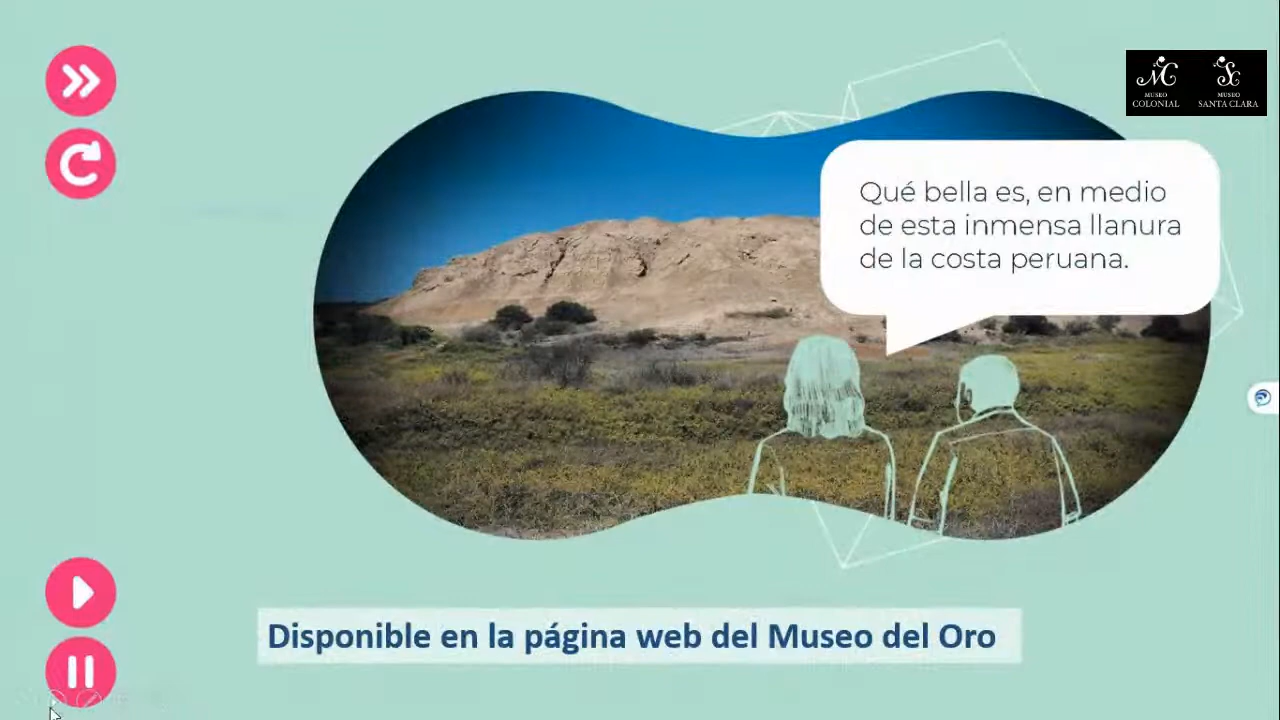 MUSEO
COLONIAL
MUSEO
SANTA CLARA
Qué bella es, en medio
de esta inmensa llanura
de la costa peruana.
Disponible en la página web del Museo del Oro